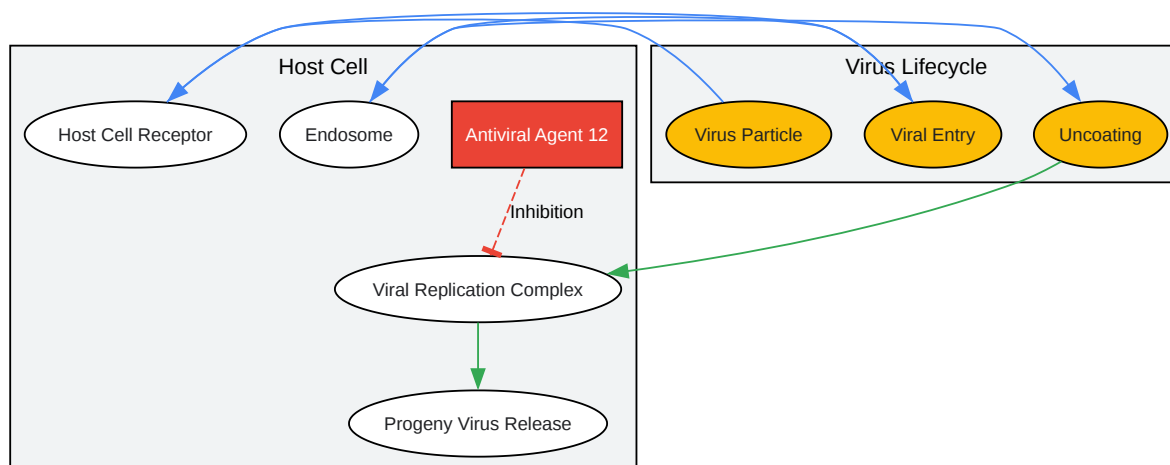 Host Cell
Virus Lifecycle
Host Cell Receptor
Endosome
Antiviral Agent 12
Virus Particle
Viral Entry
Uncoating
Inhibition
Viral Replication Complex
Progeny Virus Release